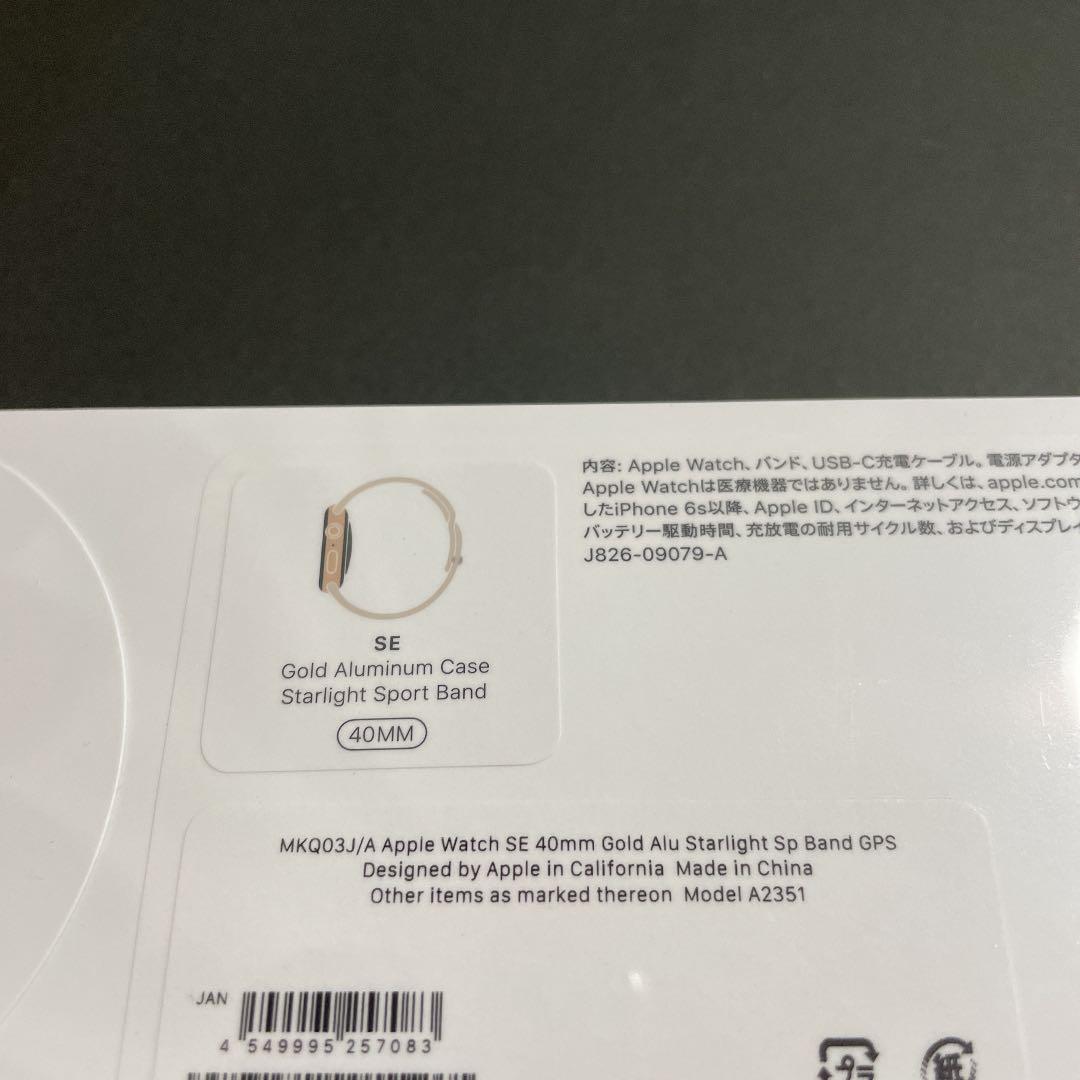 SE
Gold Aluminum Case
Starlight Sport Band
40MM
内容: Apple Watch、バンド、USB-C充電ケーブル。電源アダプタ
Apple Watchは医療機器ではありません。詳しくは、apple.com
したiPhone 6s以降、Apple ID、インターネットアクセス、ソフトウ
バッテリー駆動時間、充放電の耐用サイクル数、およびディスプレイ
J826-09079-A
MKQ03J/A Apple Watch SE 40mm Gold Alu Starlight Sp Band GPS
Designed by Apple in California Made in China
Other items as marked thereon Model A2351
JAN
4 549995 257083
プラ
紙